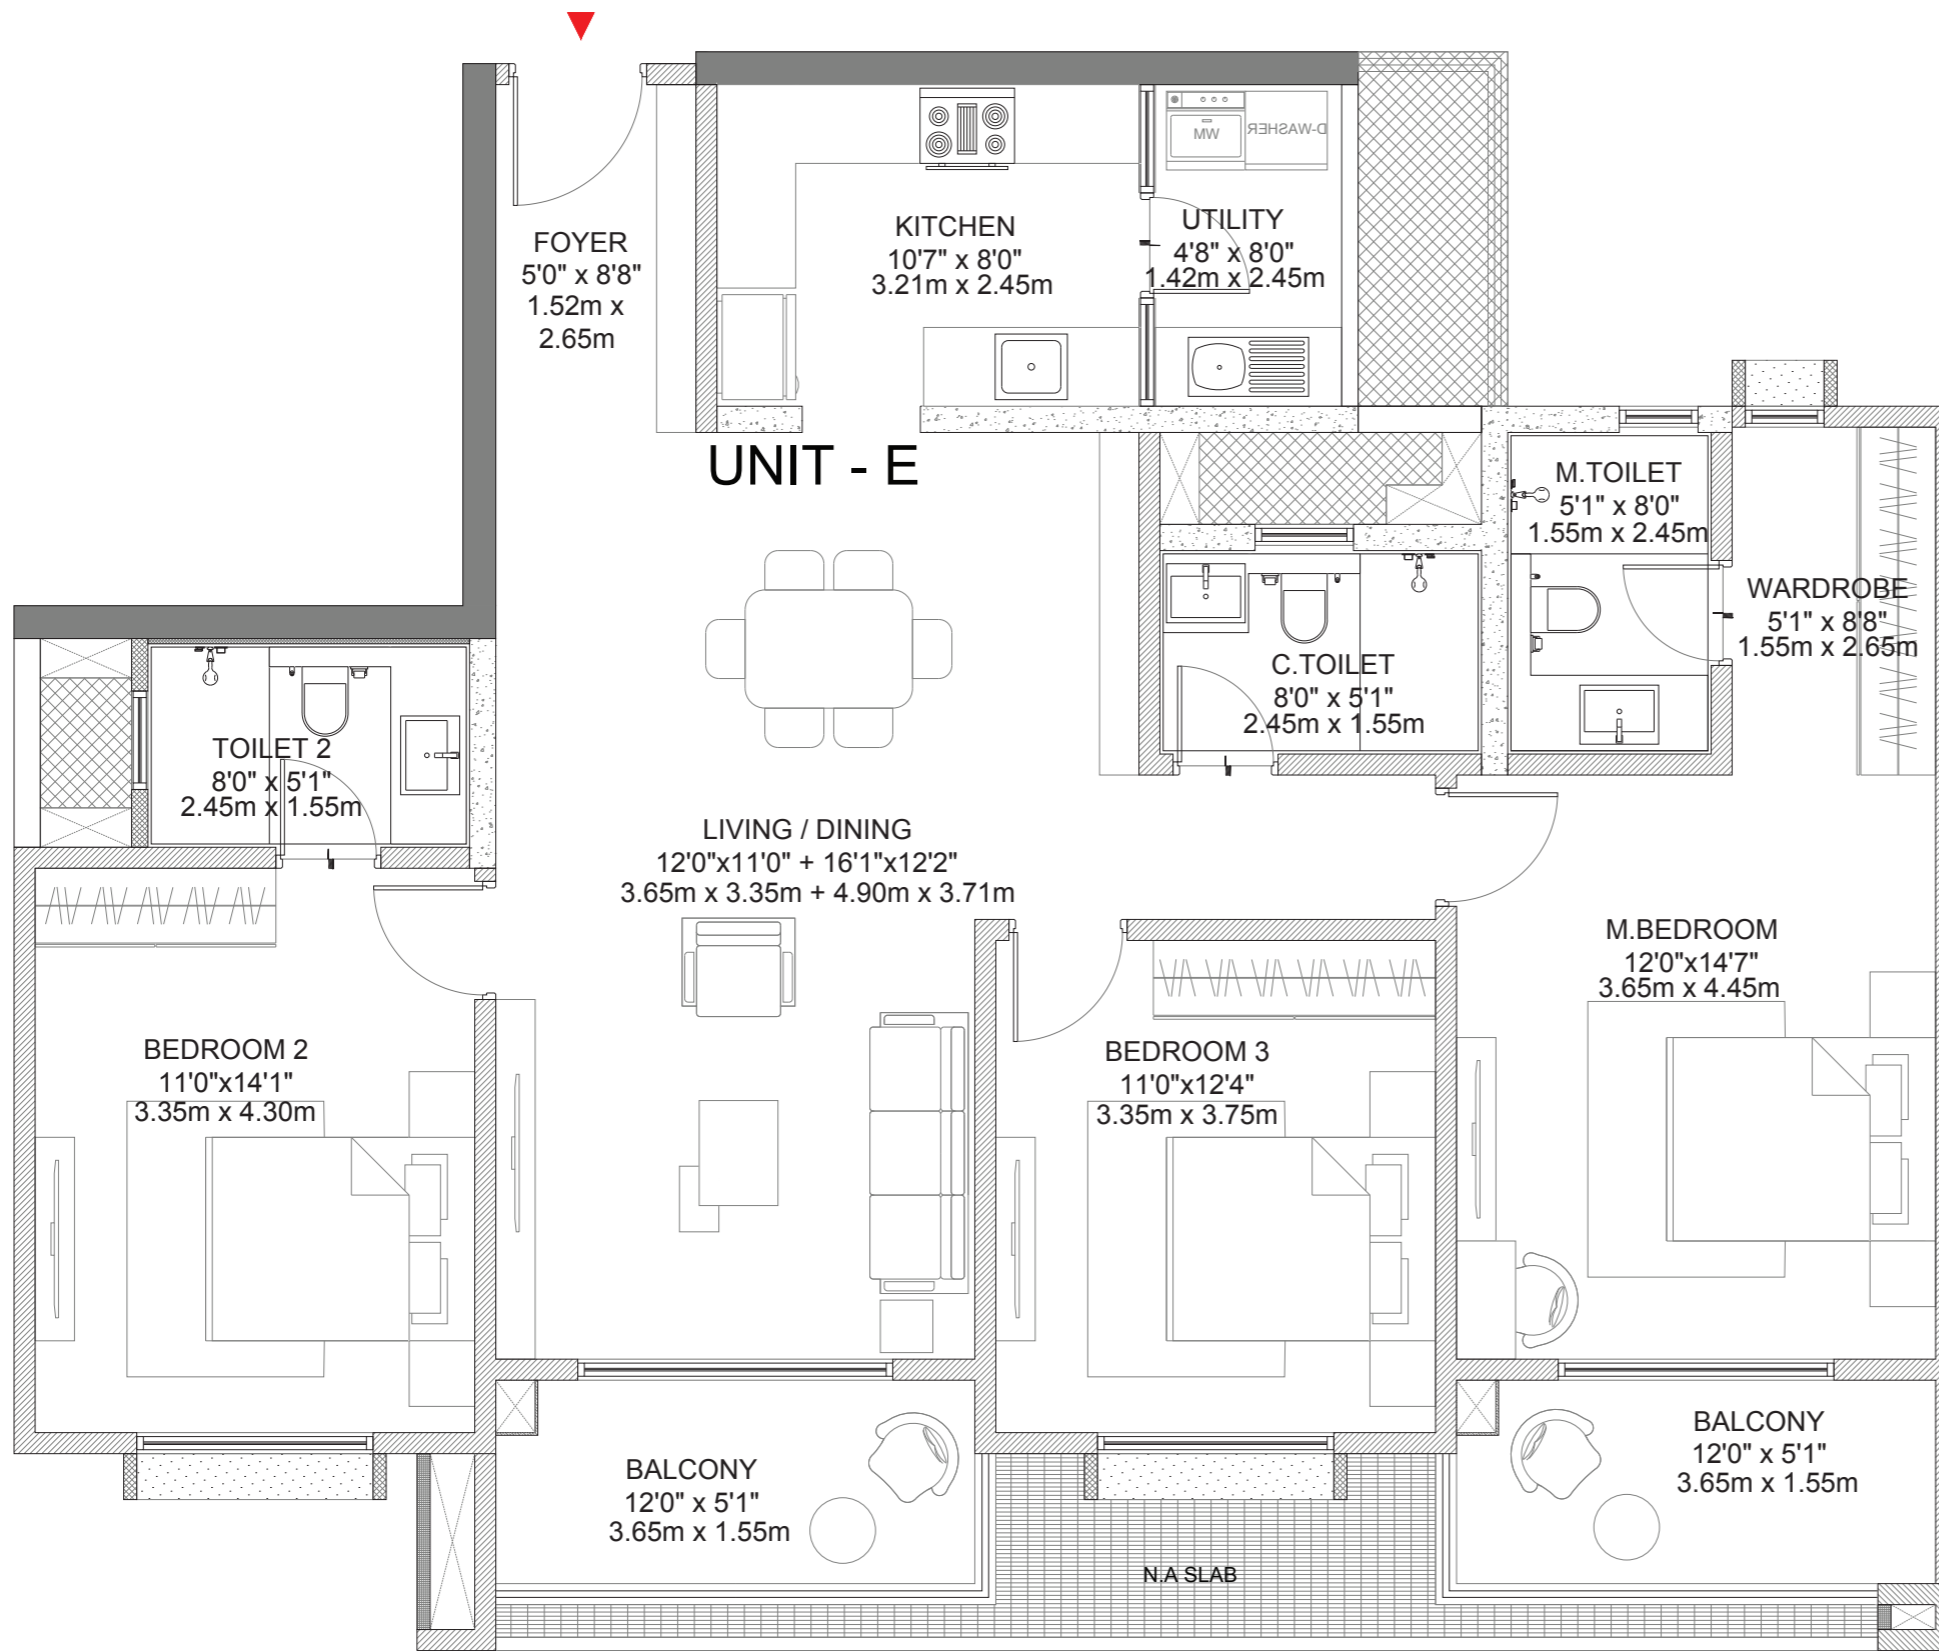 FOYER
5'0" x 8'8"
1.52m x
2.65m
KITCHEN
10'7" x 8'0"
3.21m x 2.45m
WM
D-WASHER
UTILITY
4'8" x 8'0"
1.42m x 2.45m
UNIT - E
M.TOILET
5'1" x 8'0"
1.55m x 2.45m
WARDROBE
5'1" x 8'8"
1.55m x 2.65m
C.TOILET
8'0" x 5'1"
2.45m x 1.55m
TOILET 2
8'0" x 5'1"
2.45m x 1.55m
LIVING / DINING
12'0"x11'0" + 16'1"x12'2"
3.65m x 3.35m + 4.90m x 3.71m
M.BEDROOM
12'0"x14'7"
3.65m x 4.45m
BEDROOM 2
11'0"x14'1"
3.35m x 4.30m
BEDROOM 3
11'0"x12'4"
3.35m x 3.75m
BALCONY
12'0" x 5'1"
3.65m x 1.55m
BALCONY
12'0" x 5'1"
3.65m x 1.55m
N.A SLAB